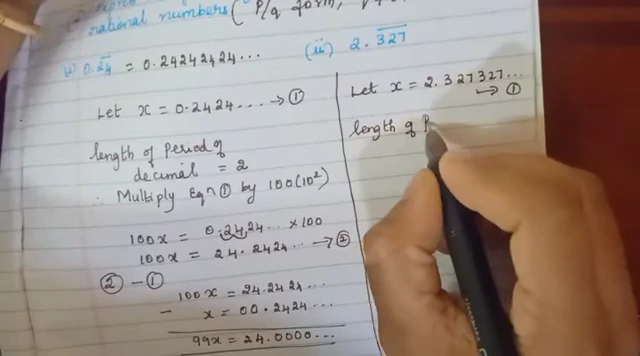 rational numbers (P/q form,
(i) 0.2̅4̅ = 0.24242424...
Let x = 0.2424... → ①
length of period of
decimal = 2
∴ Multiply Eqn ① by 100 (10²)
100x = 0.2424... ×100
100x = 24.2424... → ②
② - ①
100x = 24.2424...
- x = 00.2424...
99x = 24.0000...
(ii) 2.3̅2̅7̅
Let x = 2.327327...
→ ①
length of P